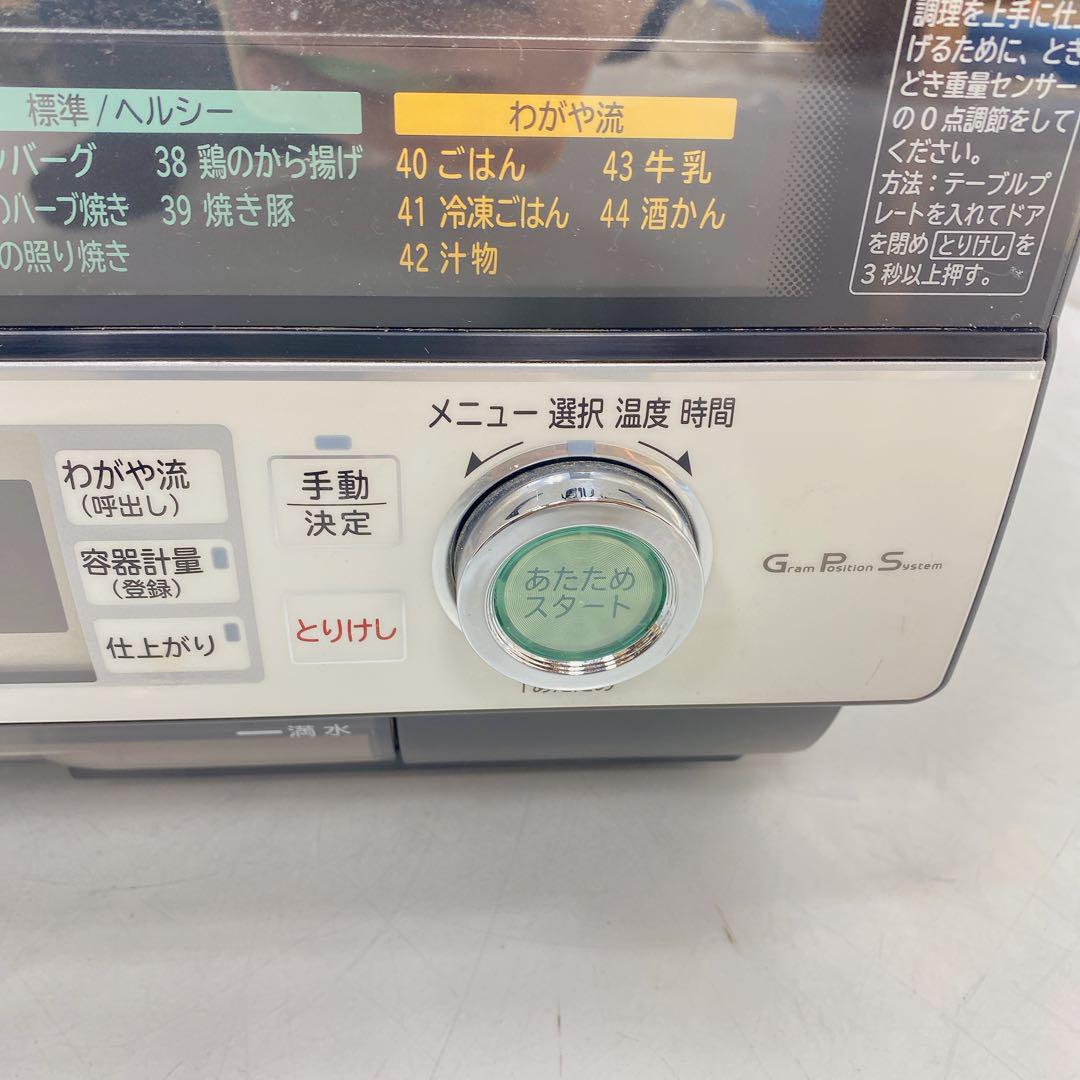 標準/ヘルシー
ンバーグ
38 鶏のから揚げ
のハーブ焼き
39 焼き豚
の照り焼き
わがや流
40 ごはん
43 牛乳
41 冷凍ごはん
44 酒かん
42 汁物
調理を上手に仕上
げるために、とき
どき重量センサー
の0点調節をして
ください。
方法：テーブルプ
レートを入れてドア
を閉め とりけし を
3秒以上押す。
メニュー 選択 温度 時間
わがや流
(呼出し)
容器計量
(登録)
仕上がり
手動
決定
とりけし
あたため
スタート
Gram Position System
満水